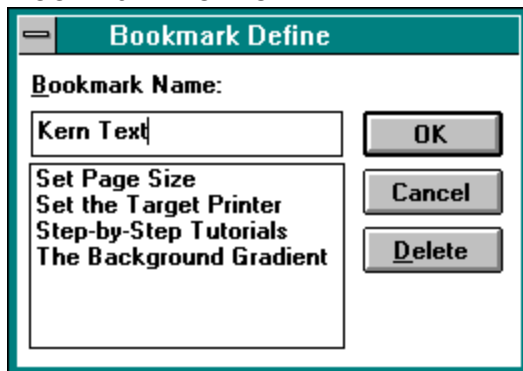 Bookmark Define
Bookmark Name:
Kern Text
OK
Set Page Size
Set the Target Printer
Step-by-Step Tutorials
The Background Gradient
Cancel
Delete